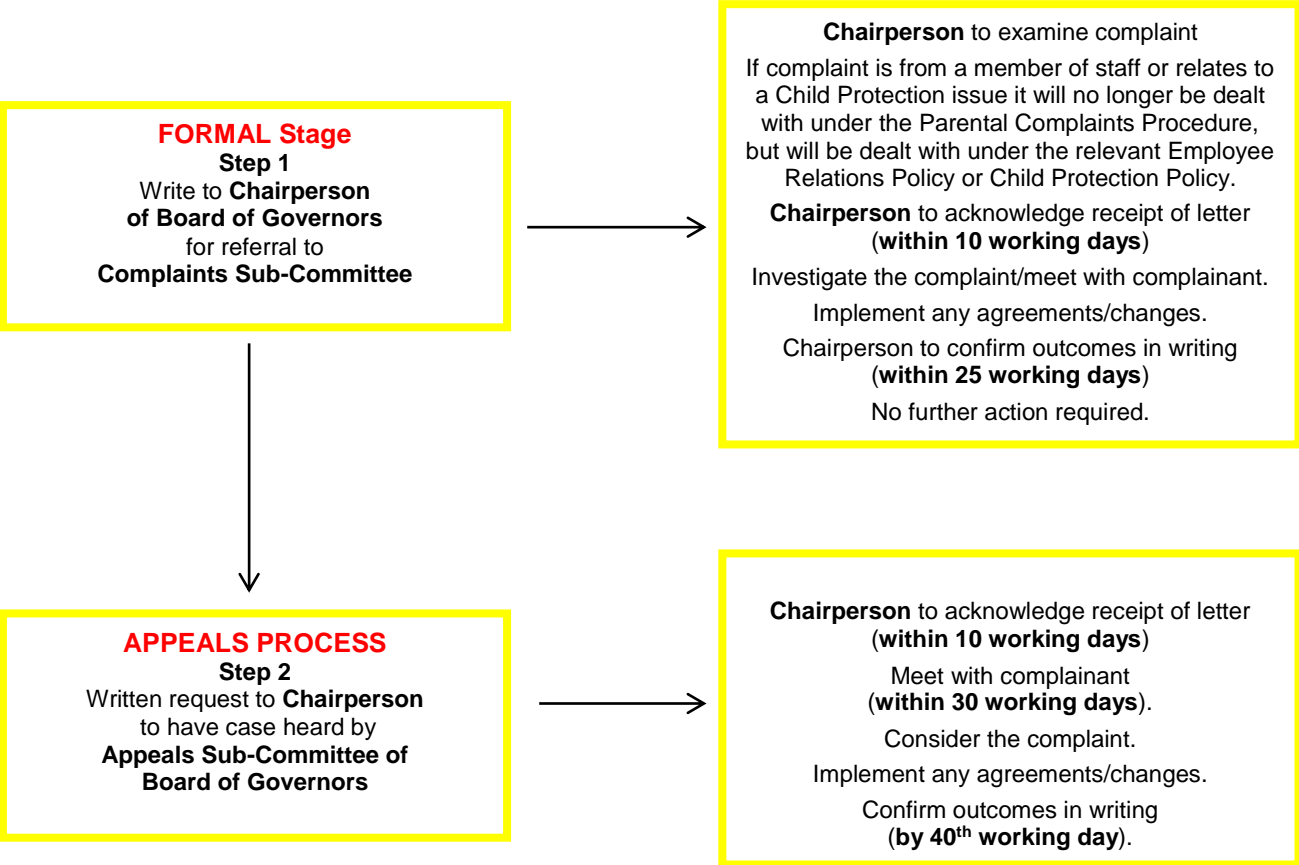 FORMAL Stage
Step 1
Write to Chairperson
of Board of Governors
for referral to
Complaints Sub-Committee
Chairperson to examine complaint
If complaint is from a member of staff or relates to
a Child Protection issue it will no longer be dealt
with under the Parental Complaints Procedure,
but will be dealt with under the relevant Employee
Relations Policy or Child Protection Policy.
Chairperson to acknowledge receipt of letter
(within 10 working days)
Investigate the complaint/meet with complainant.
Implement any agreements/changes.
Chairperson to confirm outcomes in writing
(within 25 working days)
No further action required.
APPEALS PROCESS
Step 2
Written request to Chairperson
to have case heard by
Appeals Sub-Committee of
Board of Governors
Chairperson to acknowledge receipt of letter
(within 10 working days)
Meet with complainant
(within 30 working days).
Consider the complaint.
Implement any agreements/changes.
Confirm outcomes in writing
(by 40th working day).